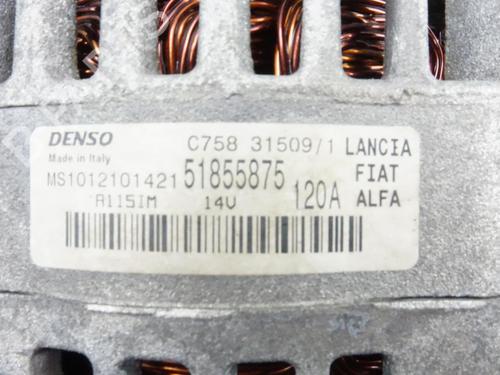 DENSO C758 31509/1 LANCIA
Made in Italy FIAT
MS1012101421 51855875 120A ALFA
A115IM 14V